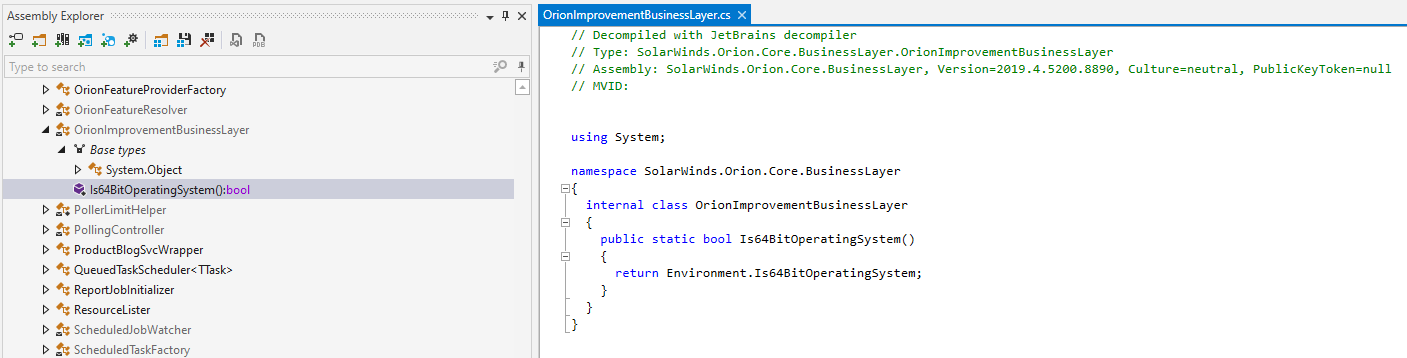 Assembly Explorer
PDB
Type to search
OrionFeatureProviderFactory
OrionFeatureResolver
OrionImprovementBusinessLayer
Base types
System.Object
Is64BitOperatingSystem():bool
PollerLimitHelper
PollingController
ProductBlogSvcWrapper
QueuedTaskScheduler<TTask>
ReportJobInitializer
ResourceLister
ScheduledJobWatcher
ScheduledTaskFactory
OrionImprovementBusinessLayer.cs
// Decompiled with JetBrains decompiler
// Type: SolarWinds.Orion.Core.BusinessLayer.OrionImprovementBusinessLayer
// Assembly: SolarWinds.Orion.Core.BusinessLayer, Version=2019.4.5200.8890, Culture=neutral, PublicKeyToken=null
// MVID:
using System;
namespace SolarWinds.Orion.Core.BusinessLayer
{
internal class OrionImprovementBusinessLayer
{
public static bool Is64BitOperatingSystem()
{
return Environment.Is64BitOperatingSystem;
}
}
}